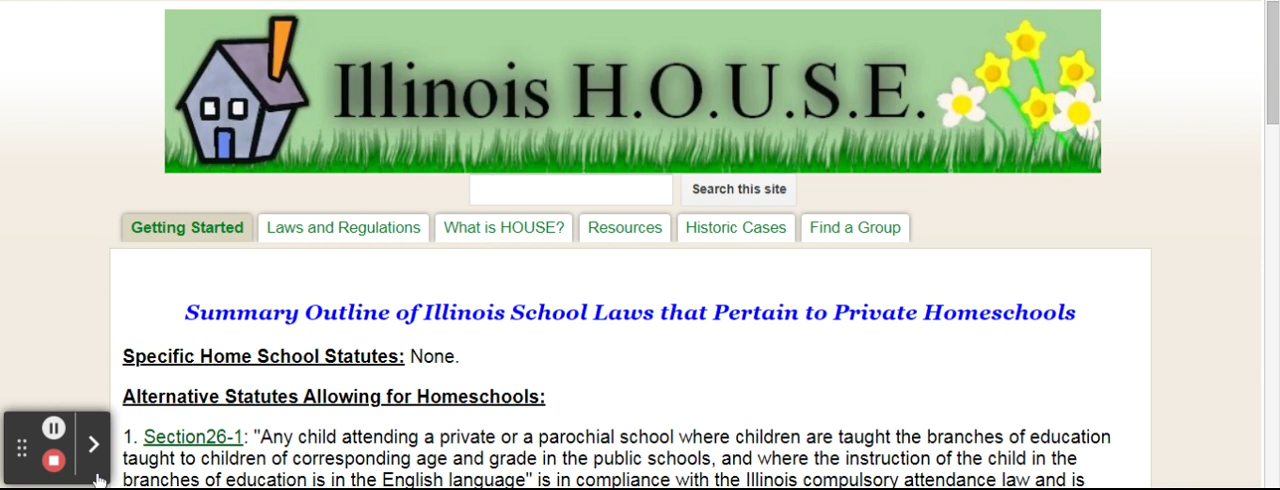 Illinois H.O.U.S.E.
Search this site
Getting Started Laws and Regulations What is HOUSE? Resources Historic Cases Find a Group
Summary Outline of Illinois School Laws that Pertain to Private Homeschools
Specific Home School Statutes: None.
Alternative Statutes Allowing for Homeschools:
1. Section26-1: "Any child attending a private or a parochial school where children are taught the branches of education
taught to children of corresponding age and grade in the public schools, and where the instruction of the child in the
branches of education is in the English language" is in compliance with the Illinois compulsory attendance law and is